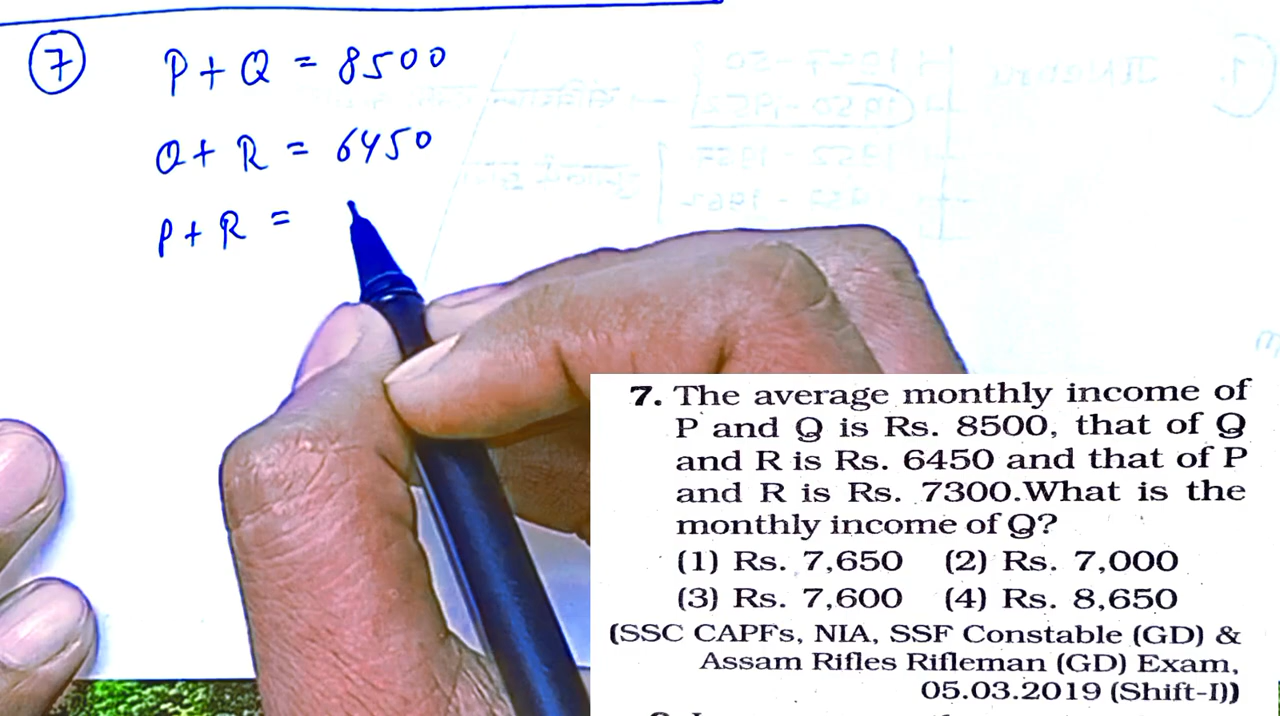 7 P + Q = 8500
Q + R = 6450
P + R =
7. The average monthly income of
P and Q is Rs. 8500, that of Q
and R is Rs. 6450 and that of P
and R is Rs. 7300.What is the
monthly income of Q?
(1) Rs. 7,650 (2) Rs. 7,000
(3) Rs. 7,600 (4) Rs. 8,650
(SSC CAPFs, NIA, SSF Constable (GD) &
Assam Rifles Rifleman (GD) Exam,
05.03.2019 (Shift-I))